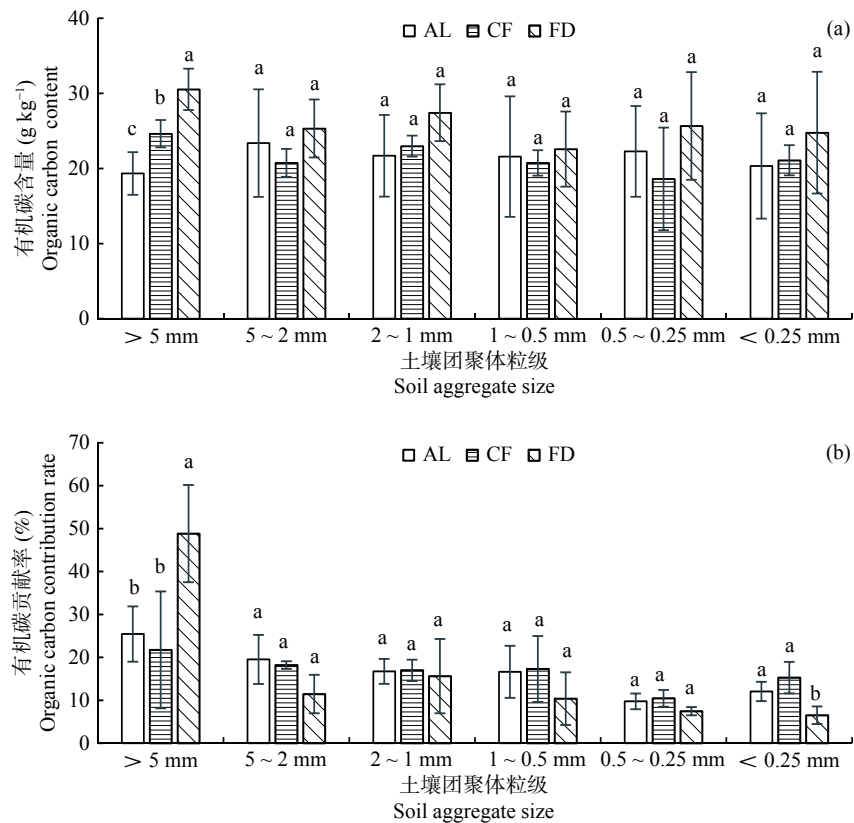 (a)
AL CF FD
有机碳含量 (g kg⁻¹)
Organic carbon content
40
30
20
10
0
c b a
a a a
a a a
a a a
a a a
a a a
> 5 mm 5 ~ 2 mm 2 ~ 1 mm 1 ~ 0.5 mm 0.5 ~ 0.25 mm < 0.25 mm
土壤团聚体粒级
Soil aggregate size
(b)
AL CF FD
有机碳贡献率 (%)
Organic carbon contribution rate
70
60
50
40
30
20
10
0
b b a
a a a
a a a
a a a
a a a
a a b
> 5 mm 5 ~ 2 mm 2 ~ 1 mm 1 ~ 0.5 mm 0.5 ~ 0.25 mm < 0.25 mm
土壤团聚体粒级
Soil aggregate size